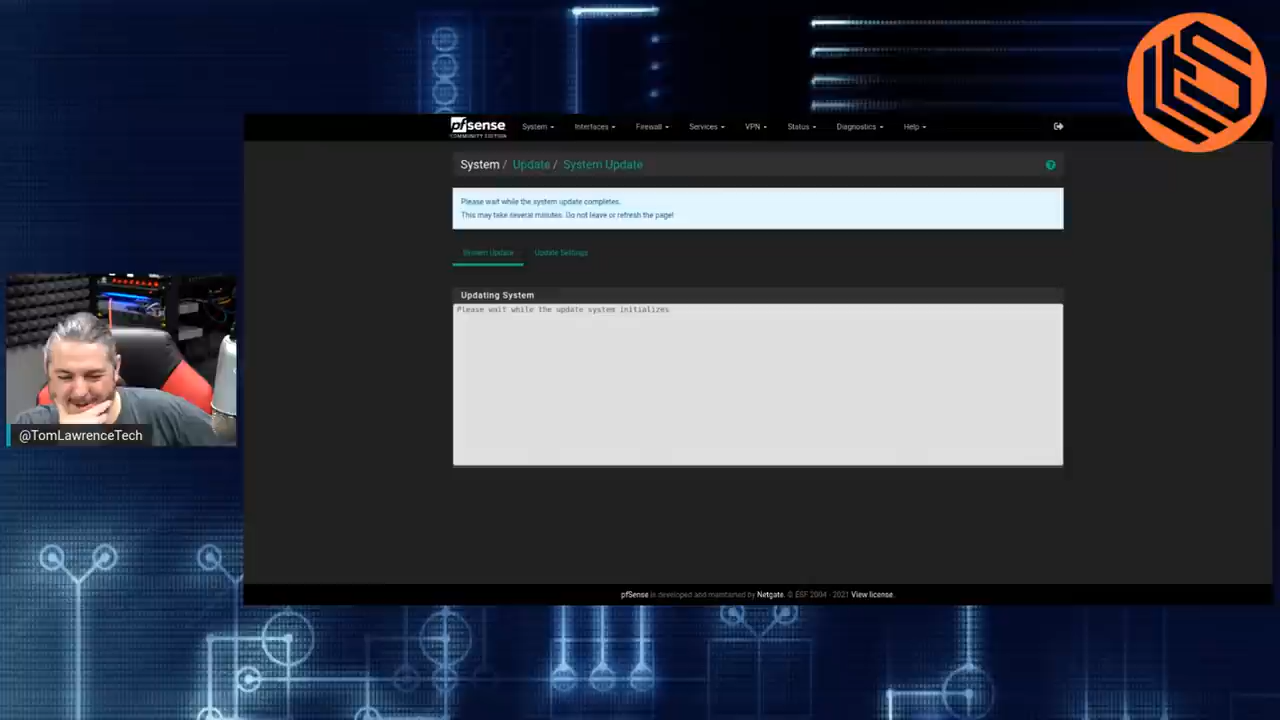 pfsense
COMMUNITY EDITION
System Interfaces Firewall Services VPN Status Diagnostics Help
System / Update / System Update
Please wait while the system update completes.
This may take several minutes. Do not leave or refresh the page!
System Update Update Settings
Updating System
Please wait while the update system initializes
@TomLawrenceTech
pfSense is developed and maintained by Netgate. © ESF 2004 - 2021 View license.